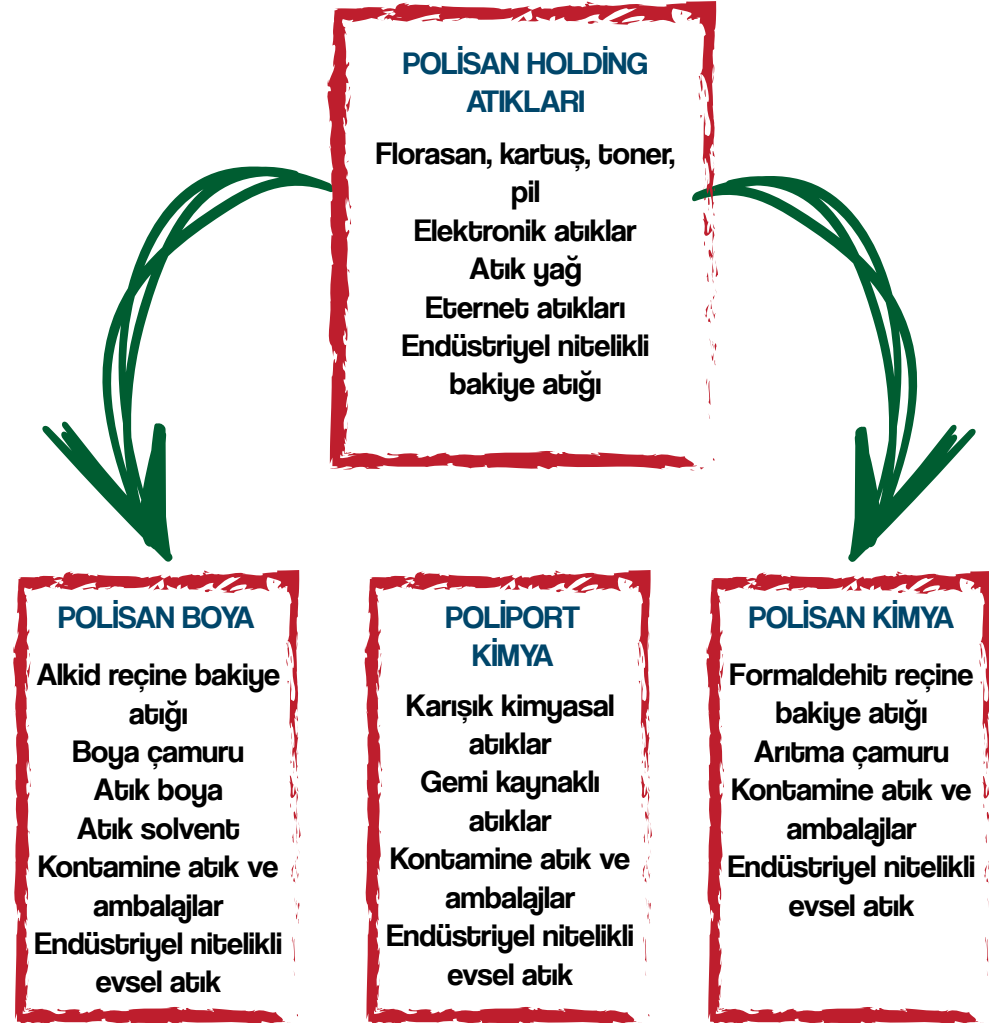 POLİSAN HOLDİNG
ATIKLARI
Florasan, kartuş, toner,
pil
Elektronik atıklar
Atık yağ
Eternet atıkları
Endüstriyel nitelikli
bakiye atığı
POLİSAN BOYA
Alkid reçine bakiye
atığı
Boya çamuru
Atık boya
Atık solvent
Kontamine atık ve
ambalajlar
Endüstriyel nitelikli
evsel atık
POLİPORT
KİMYA
Karışık kimyasal
atıklar
Gemi kaynaklı
atıklar
Kontamine atık ve
ambalajlar
Endüstriyel nitelikli
evsel atık
POLİSAN KİMYA
Formaldehit reçine
bakiye atığı
Arıtma çamuru
Kontamine atık ve
ambalajlar
Endüstriyel nitelikli
evsel atık